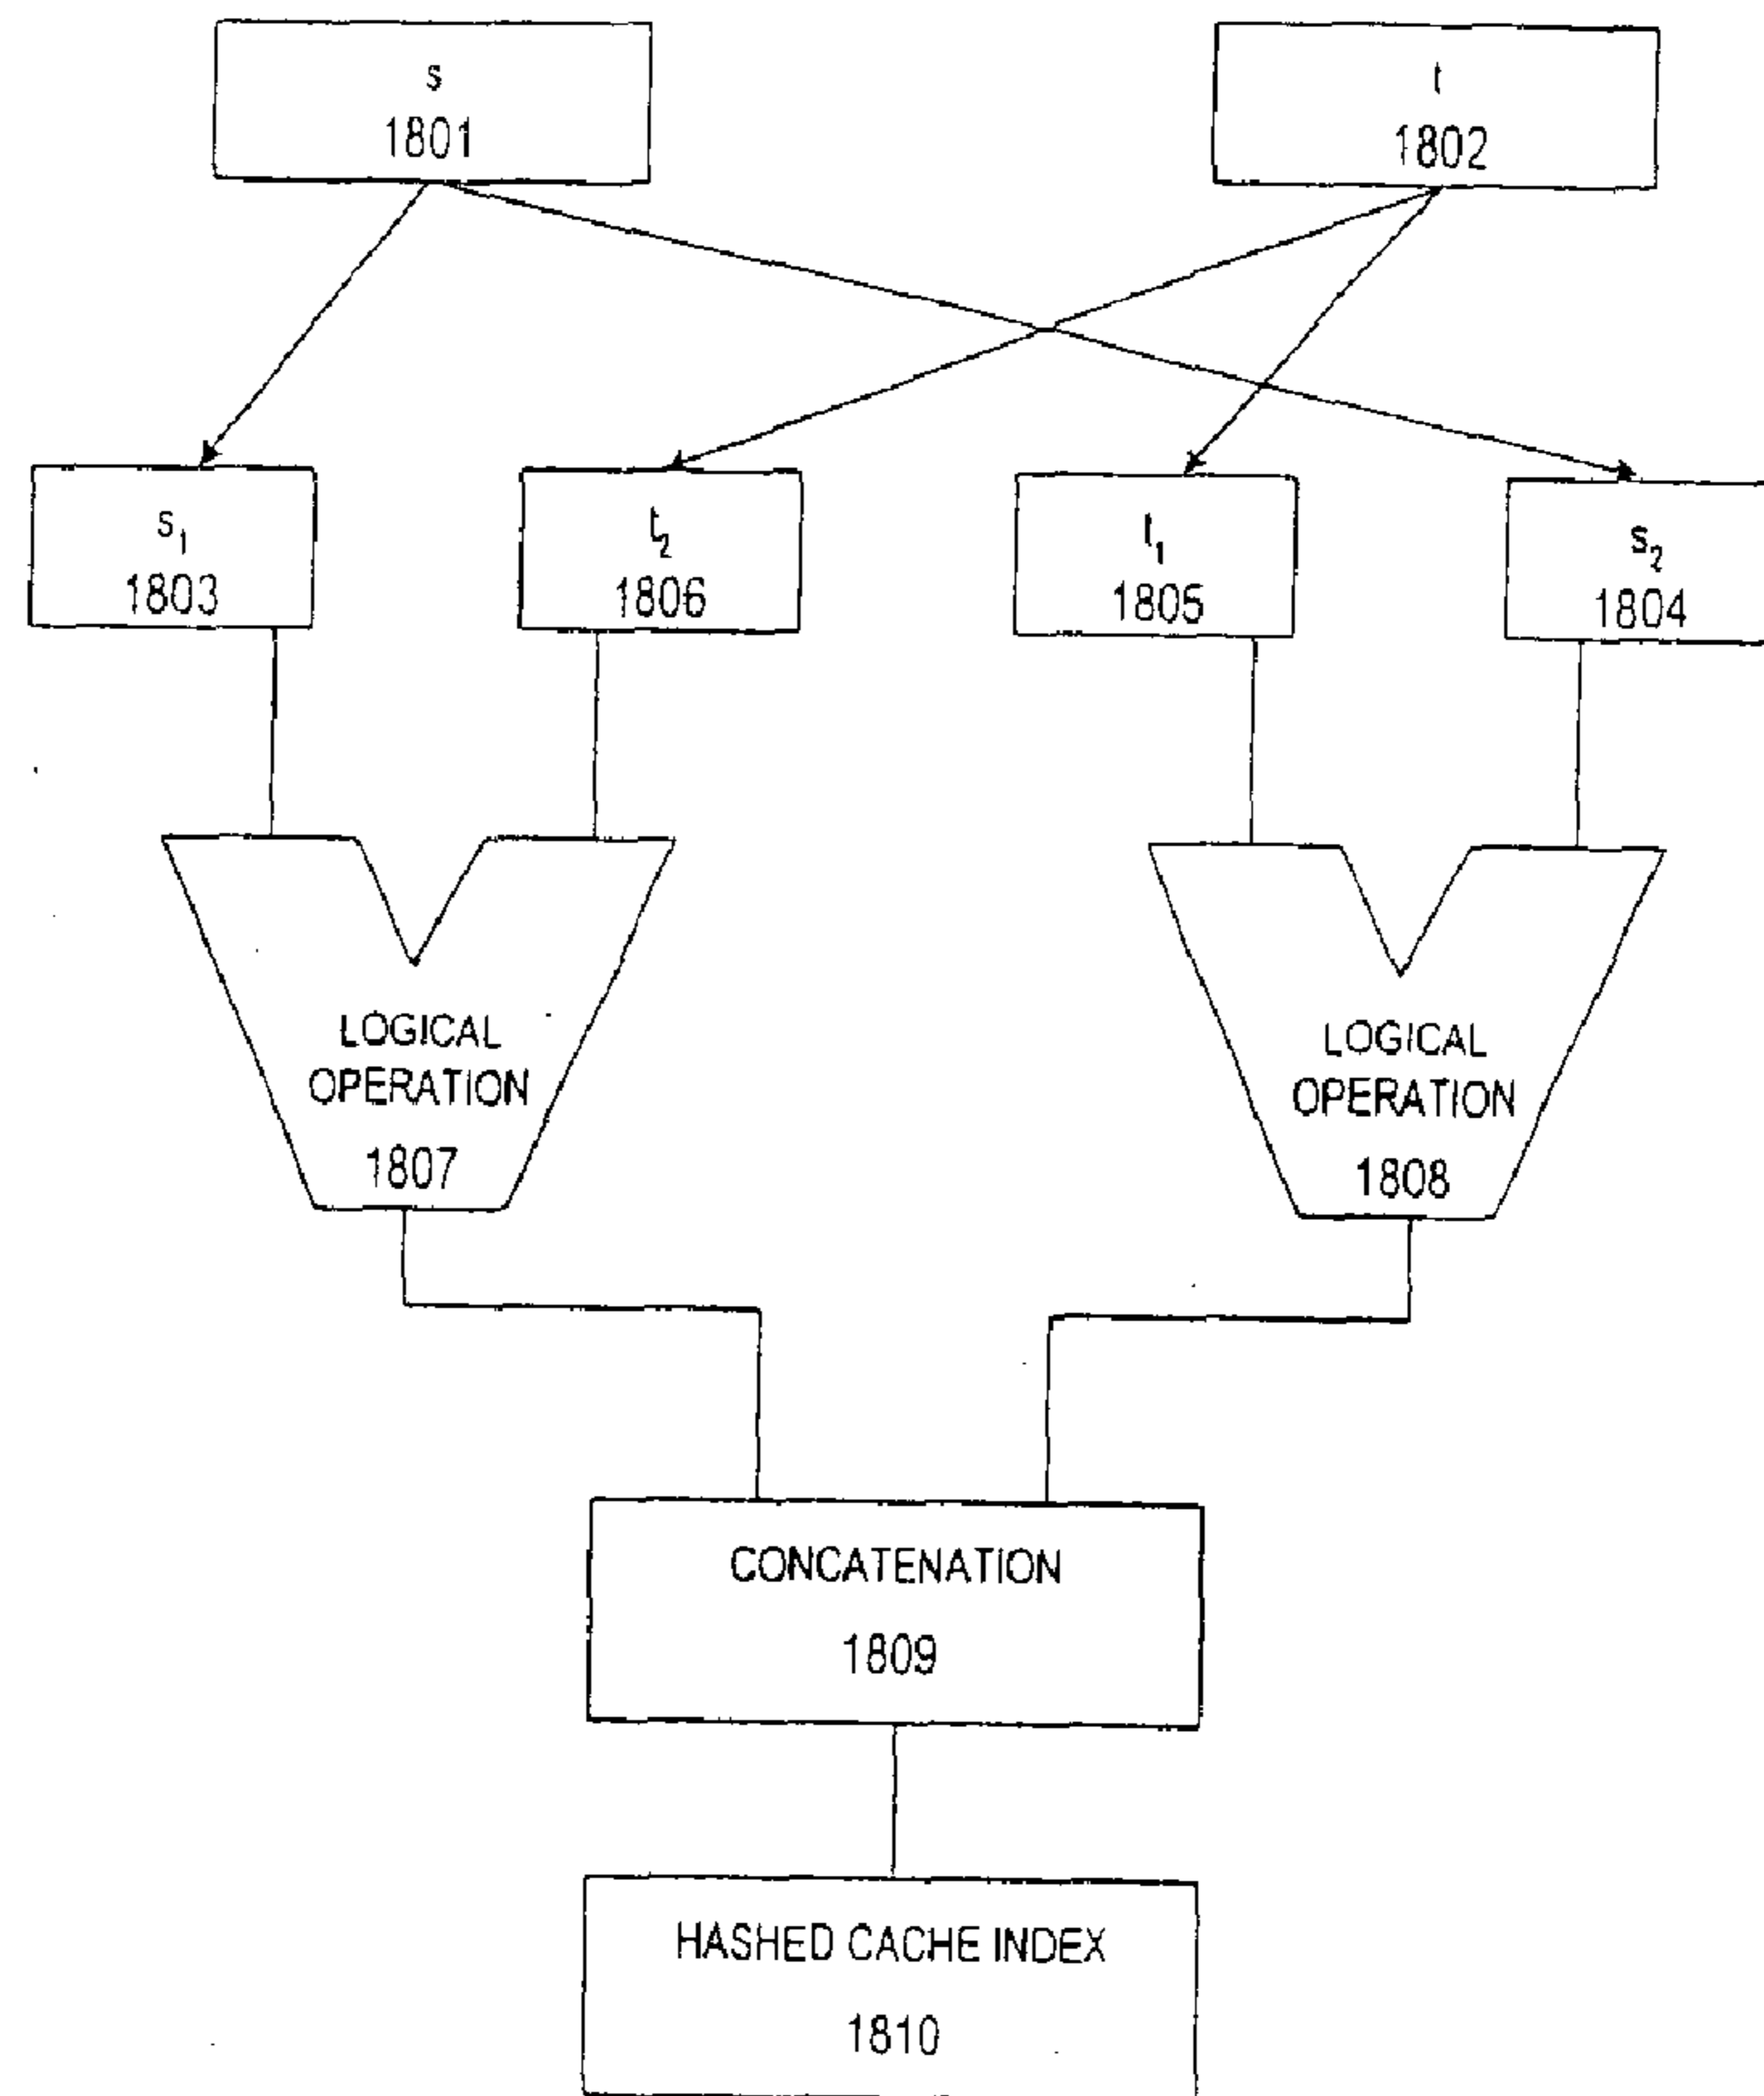 s
1801
t
1802
s₁
1803
t₂
1806
t₁
1805
s₂
1804
LOGICAL
OPERATION
1807
LOGICAL
OPERATION
1808
CONCATENATION
1809
HASHED CACHE INDEX
1810